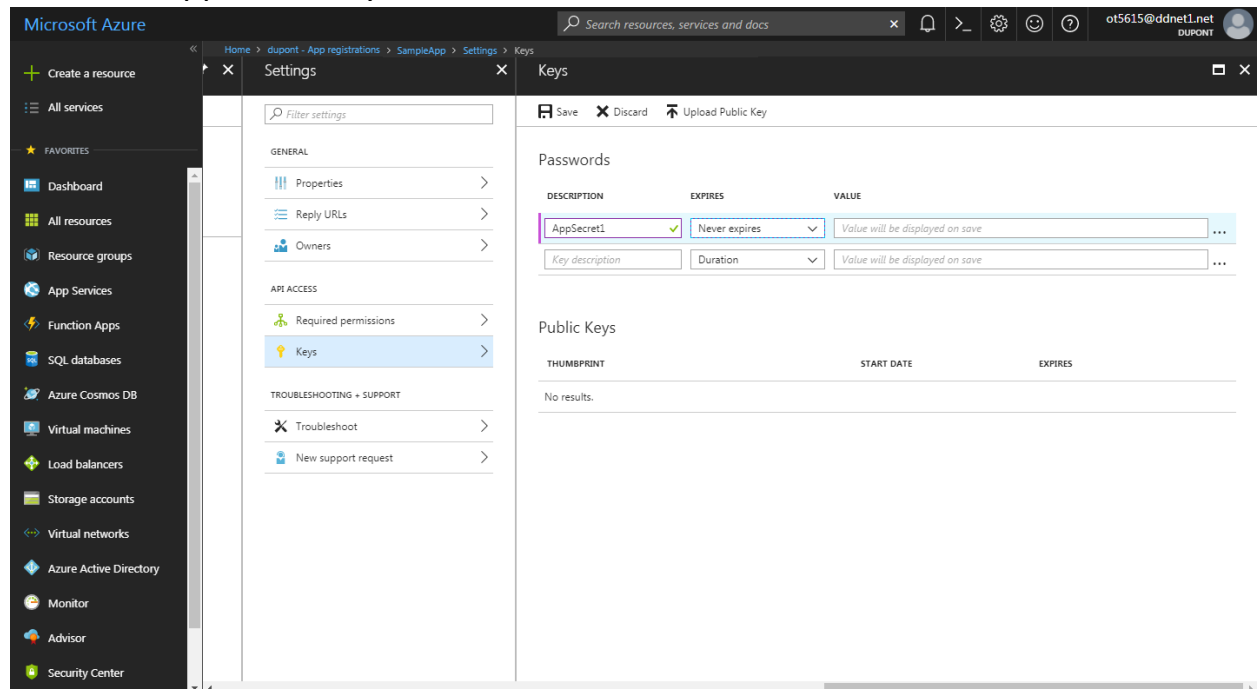 Microsoft Azure
Search resources, services and docs
ot5615@ddnet1.net
DUPONT
Home > dupont - App registrations > SampleApp > Settings > Keys
Create a resource
All services
FAVORITES
Dashboard
All resources
Resource groups
App Services
Function Apps
SQL databases
Azure Cosmos DB
Virtual machines
Load balancers
Storage accounts
Virtual networks
Azure Active Directory
Monitor
Advisor
Security Center
Settings
Filter settings
GENERAL
Properties
Reply URLs
Owners
API ACCESS
Required permissions
Keys
TROUBLESHOOTING + SUPPORT
Troubleshoot
New support request
Keys
Save Discard Upload Public Key
Passwords
DESCRIPTION EXPIRES VALUE
AppSecret1 Never expires Value will be displayed on save
Key description Duration Value will be displayed on save
Public Keys
THUMBPRINT START DATE EXPIRES
No results.